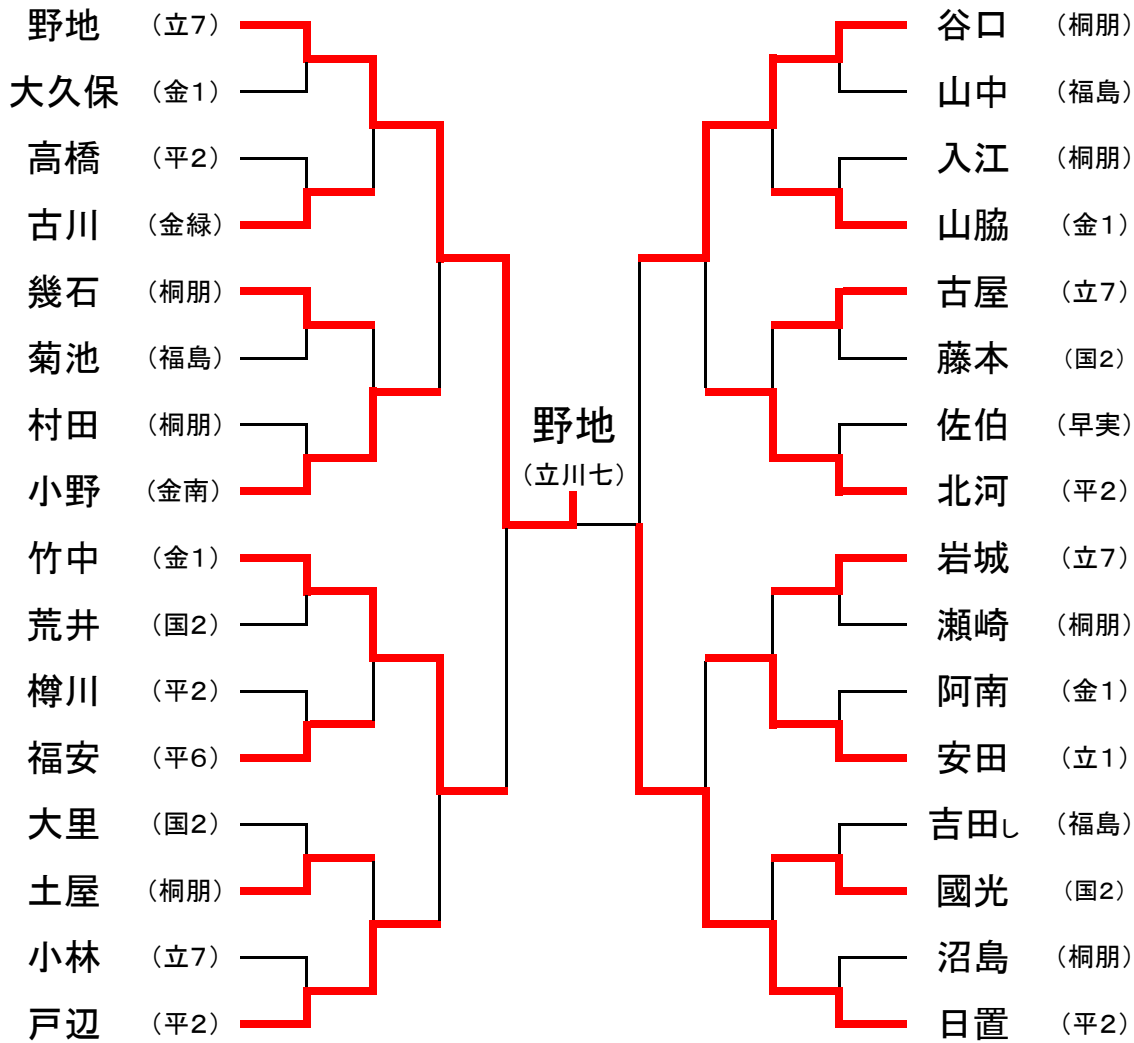 野地 （立7）
大久保 （金1）
高橋 （平2）
古川 （金緑）
幾石 （桐朋）
菊池 （福島）
村田 （桐朋）
小野 （金南）
竹中 （金1）
荒井 （国2）
樽川 （平2）
福安 （平6）
大里 （国2）
土屋 （桐朋）
小林 （立7）
戸辺 （平2）
野地
（立川七）
谷口 （桐朋）
山中 （福島）
入江 （桐朋）
山脇 （金1）
古屋 （立7）
藤本 （国2）
佐伯 （早実）
北河 （平2）
岩城 （立7）
瀬崎 （桐朋）
阿南 （金1）
安田 （立1）
吉田し （福島）
國光 （国2）
沼島 （桐朋）
日置 （平2）